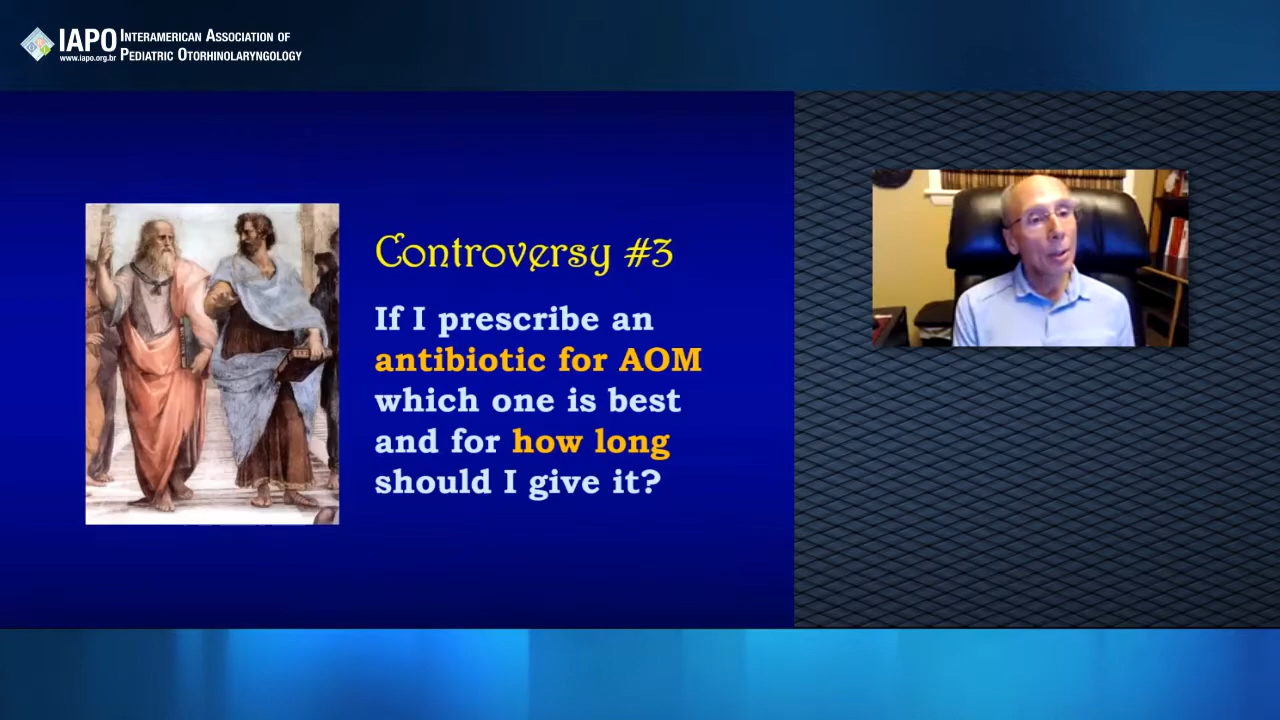 IAPO
INTERAMERICAN ASSOCIATION OF
PEDIATRIC OTORHINOLARYNGOLOGY
www.iapo.org.br
Controversy #3
If I prescribe an
antibiotic for AOM
which one is best
and for how long
should I give it?